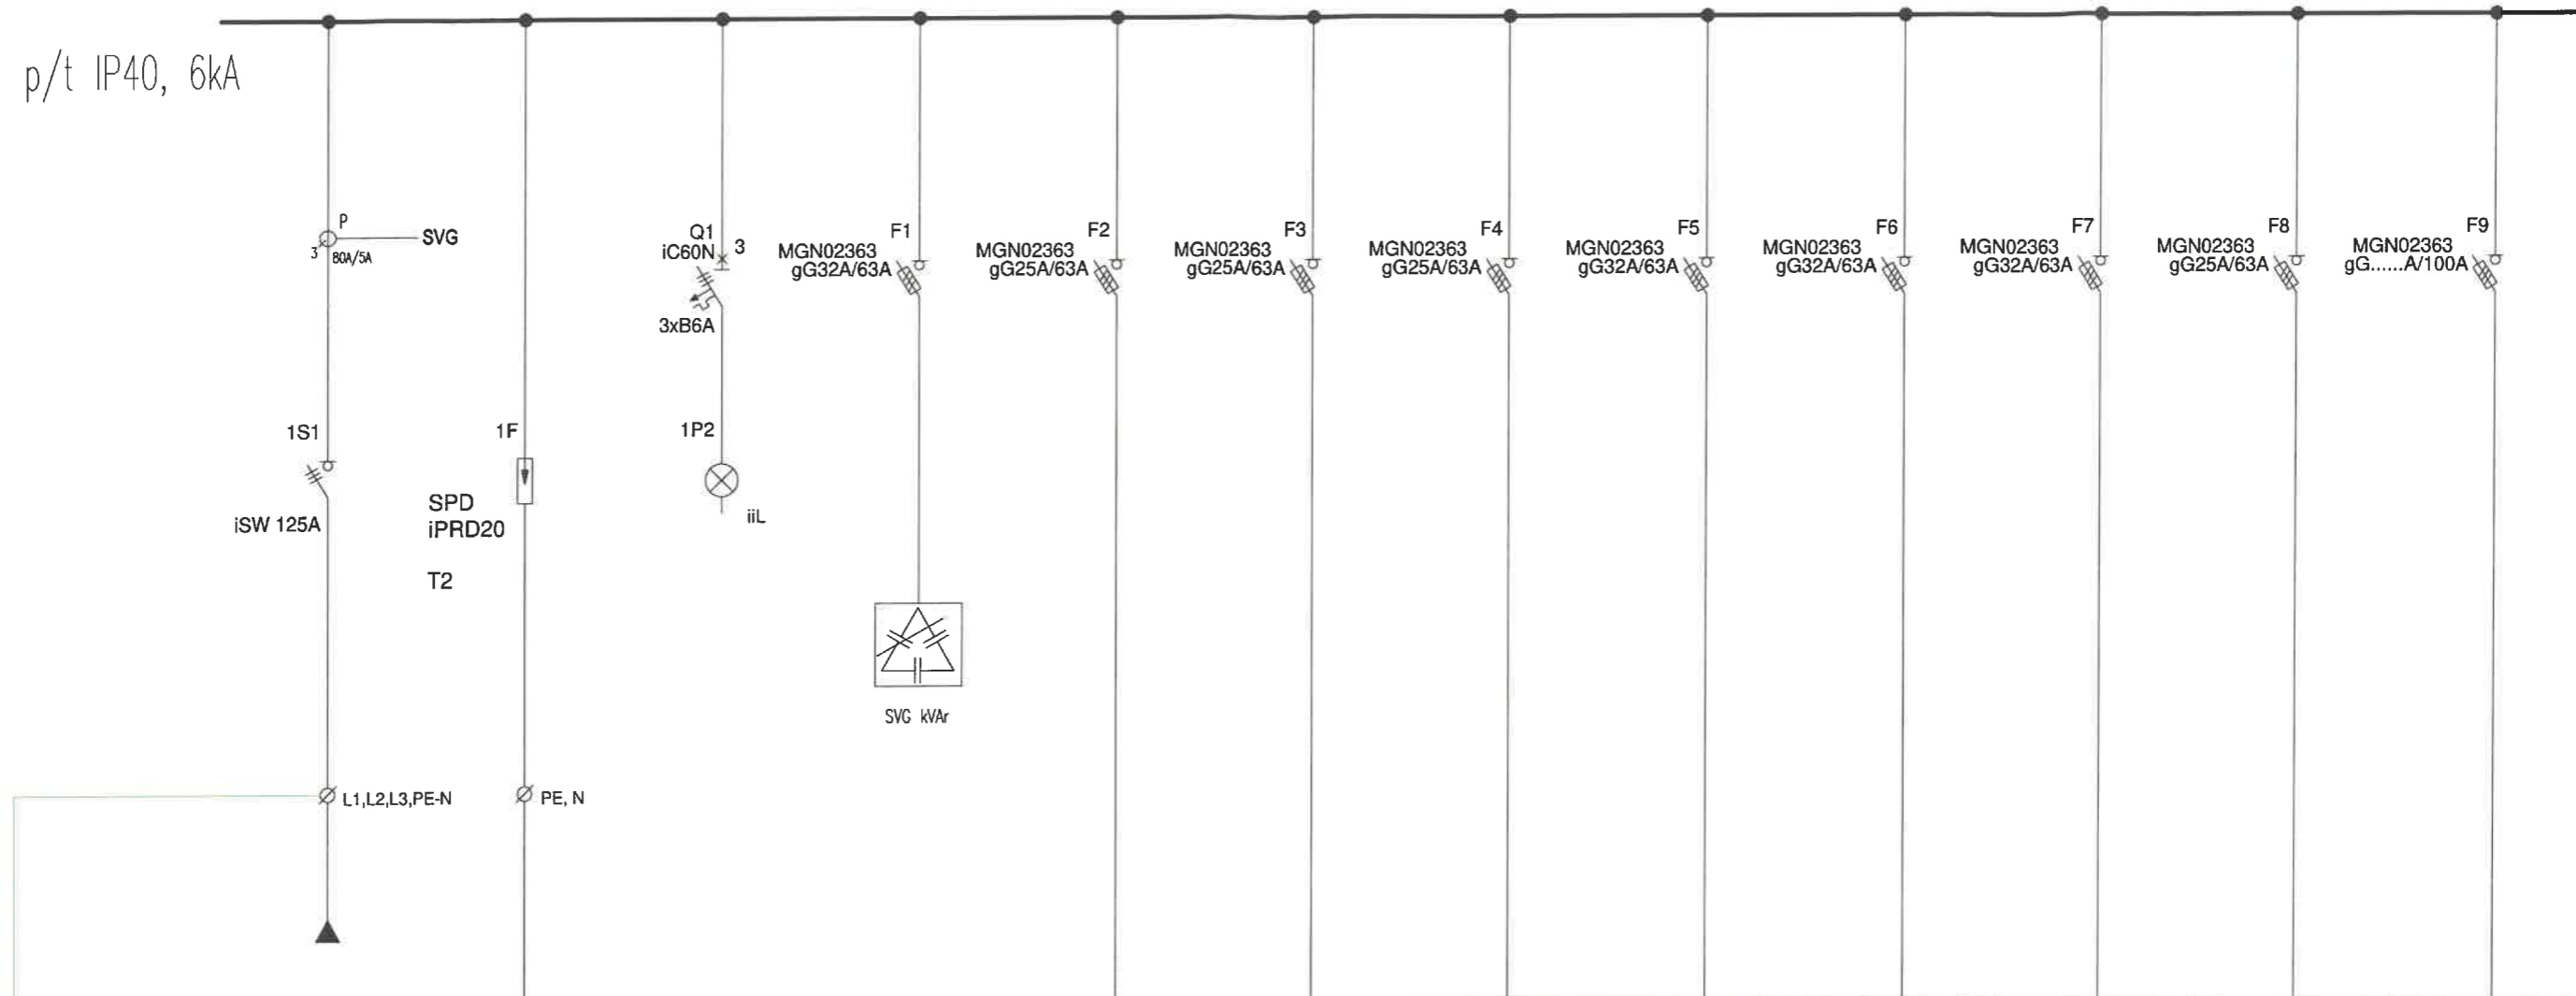 p/t IP40, 6kA
P
SVG
3
80A/5A
1S1
iSW 125A
L1,L2,L3,PE-N
1F
SPD
iPRD20
T2
PE, N
Q1
iC60N
3
3xB6A
1P2
iiL
F1
MGN02363
gG32A/63A
SVG kVAr
F2
MGN02363
gG25A/63A
F3
MGN02363
gG25A/63A
F4
MGN02363
gG25A/63A
F5
MGN02363
gG32A/63A
F6
MGN02363
gG32A/63A
F7
MGN02363
gG32A/63A
F8
MGN02363
gG25A/63A
F9
MGN02363
gG......A/100A